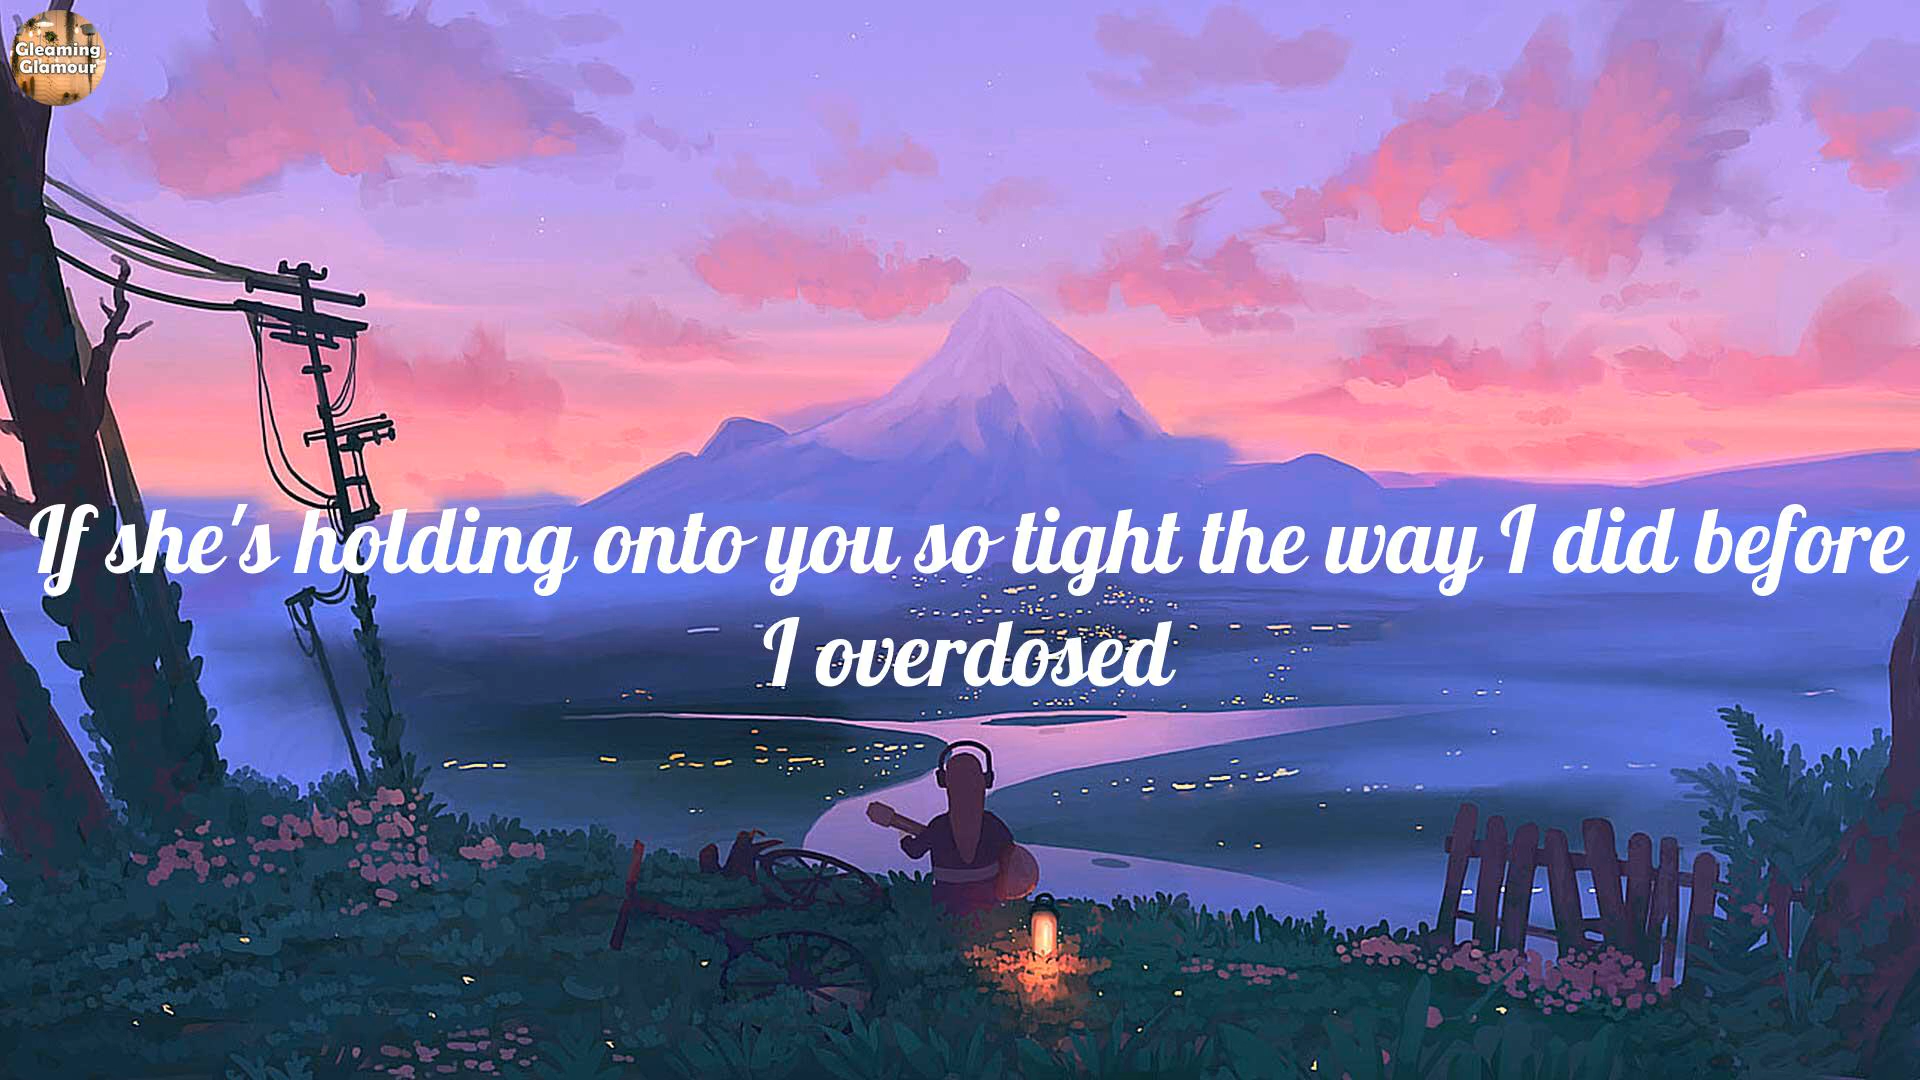 Gleaming
Glamour
If she's holding onto you so tight the way I did before
I overdosed